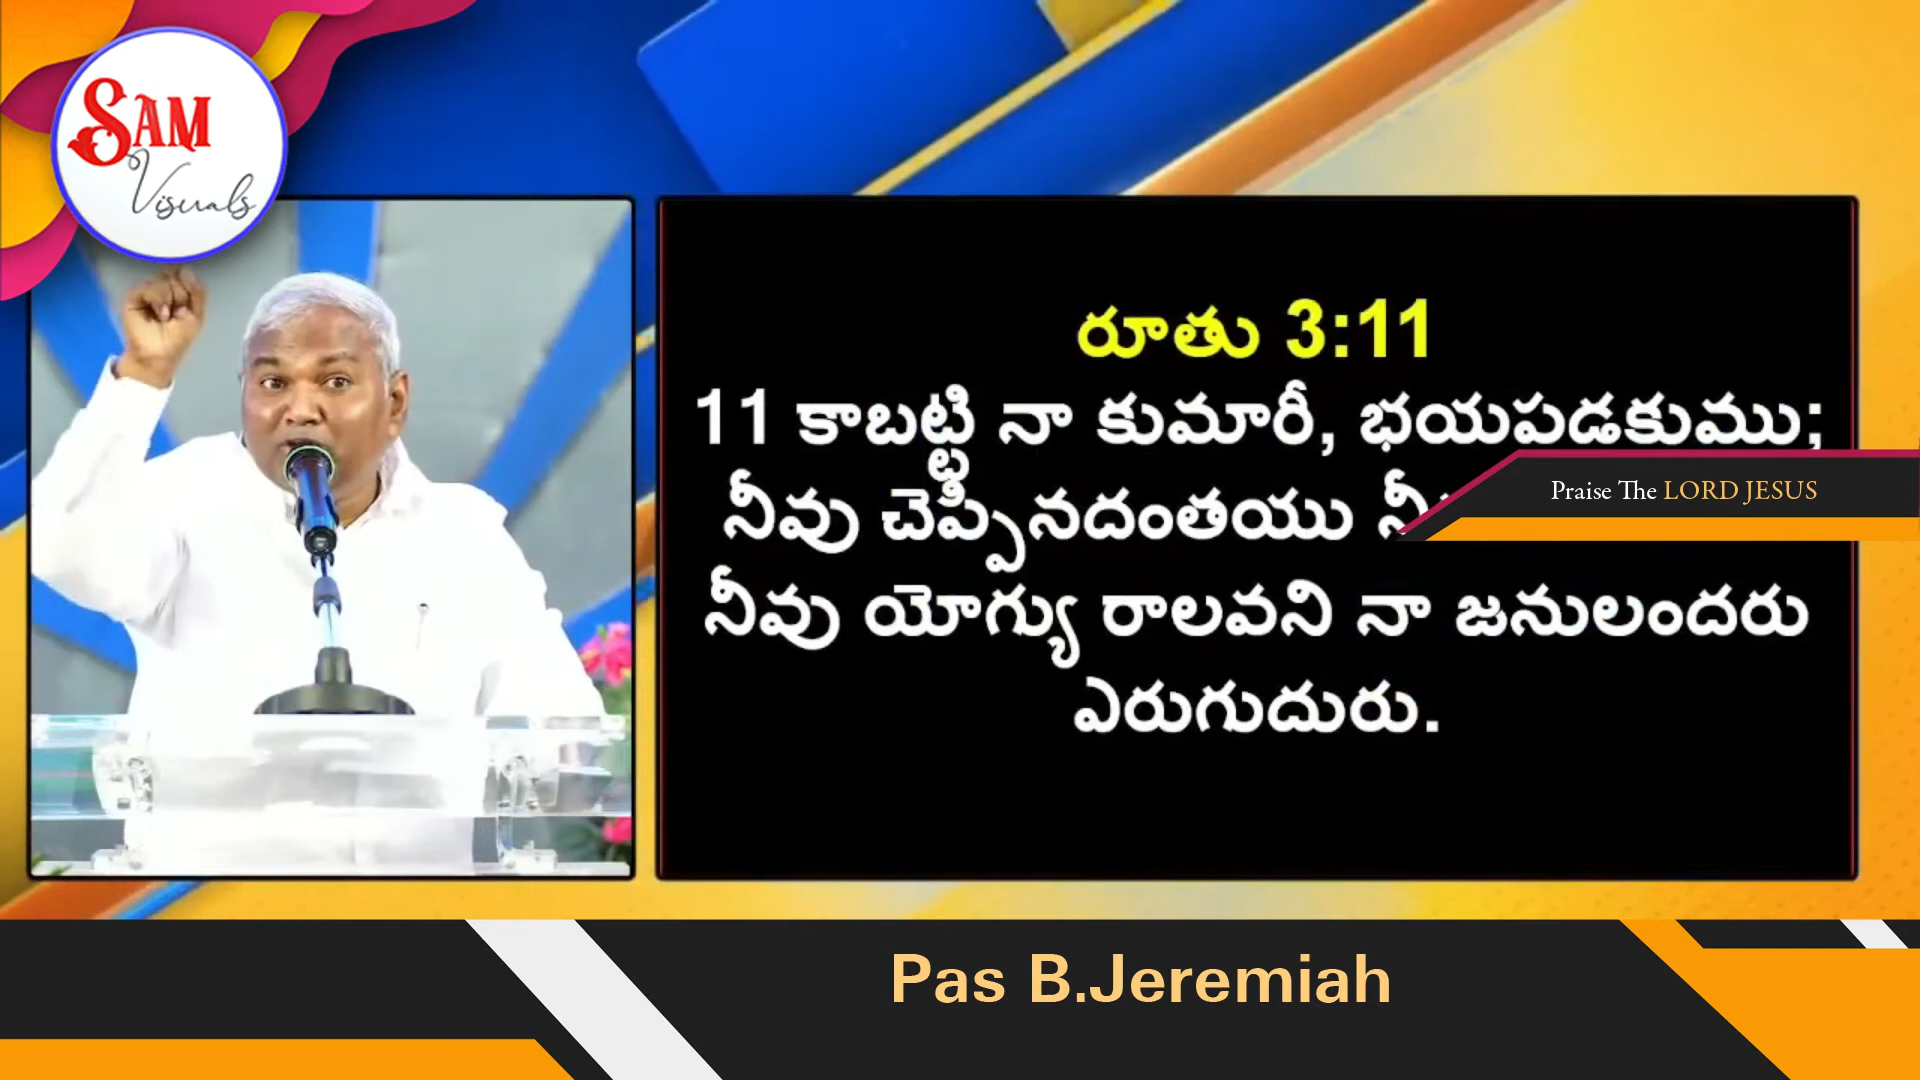 SAM
Visuals
రూతు 3:11
11 కాబట్టి నా కుమారీ, భయపడకుము;
నీవు చెప్పినదంతయు
Praise The LORD JESUS
నీవు యోగ్యు రాలవని నా జనులందరు
ఎరుగుదురు.
Pas B.Jeremiah